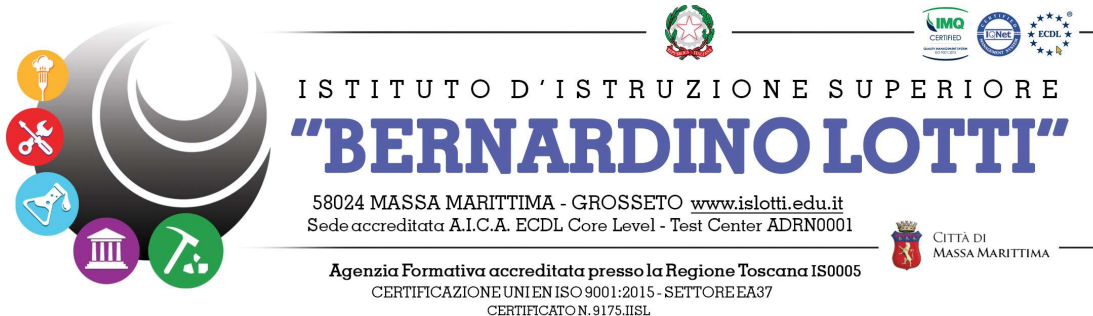 IMQ
CERTIFIED
IQNet
ECDL
®
ISTITUTO D'ISTRUZIONE SUPERIORE
"BERNARDINO LOTTI"
58024 MASSA MARITTIMA - GROSSETO www.islotti.edu.it
Sede accreditata A.I.C.A. ECDL Core Level - Test Center ADRN0001
CITTÀ DI
MASSA MARITTIMA
Agenzia Formativa accreditata presso la Regione Toscana IS0005
CERTIFICAZIONE UNI EN ISO 9001:2015 - SETTORE EA37
CERTIFICATO N. 9175.IISL